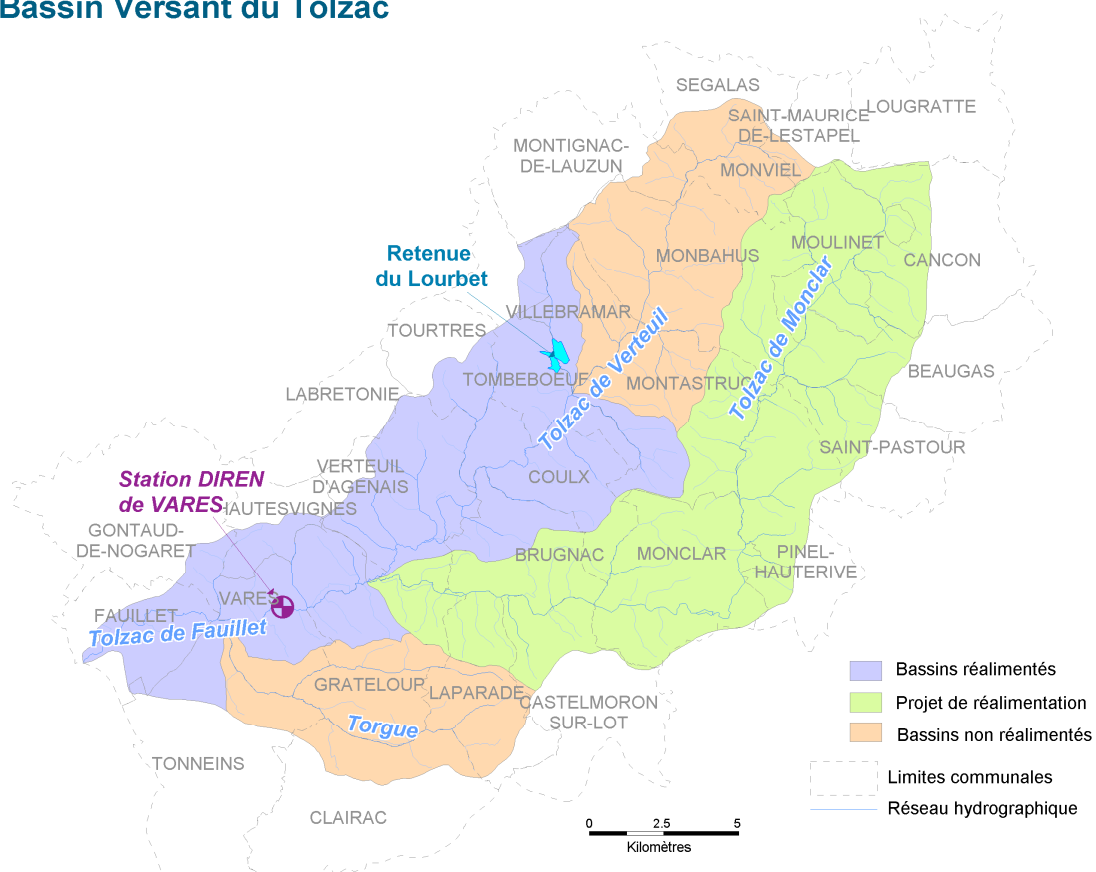 Bassin Versant du Tolzac
SEGALAS
SAINT-MAURICE
DE-LESTAPEL
LOUGRATTE
MONTIGNAC-
DE-LAUZUN
MONVIEL
MOULINET
MONBAHUS
CANCON
Retenue
du Lourbet
VILLEBRAMAR
TOURTRES
Tolzac de Monclar
Tolzac de Verteuil
TOMBEBOEUF
MONTASTRUC
BEAUGAS
LABRETONIE
SAINT-PASTOUR
VERTEUIL
D'AGENAIS
COULX
Station DIREN
de VARES
HAUTESVIGNES
GONTAUD-
DE-NOGARET
BRUGNAC
MONCLAR
PINEL-
HAUTERIVE
VARES
FAUILLET
Tolzac de Fauillet
GRATELOUP
LAPARADE
CASTELMORON
SUR-LOT
Torgue
TONNEINS
CLAIRAC
Bassins réalimentés
Projet de réalimentation
Bassins non réalimentés
Limites communales
Réseau hydrographique
0 2.5 5
Kilomètres